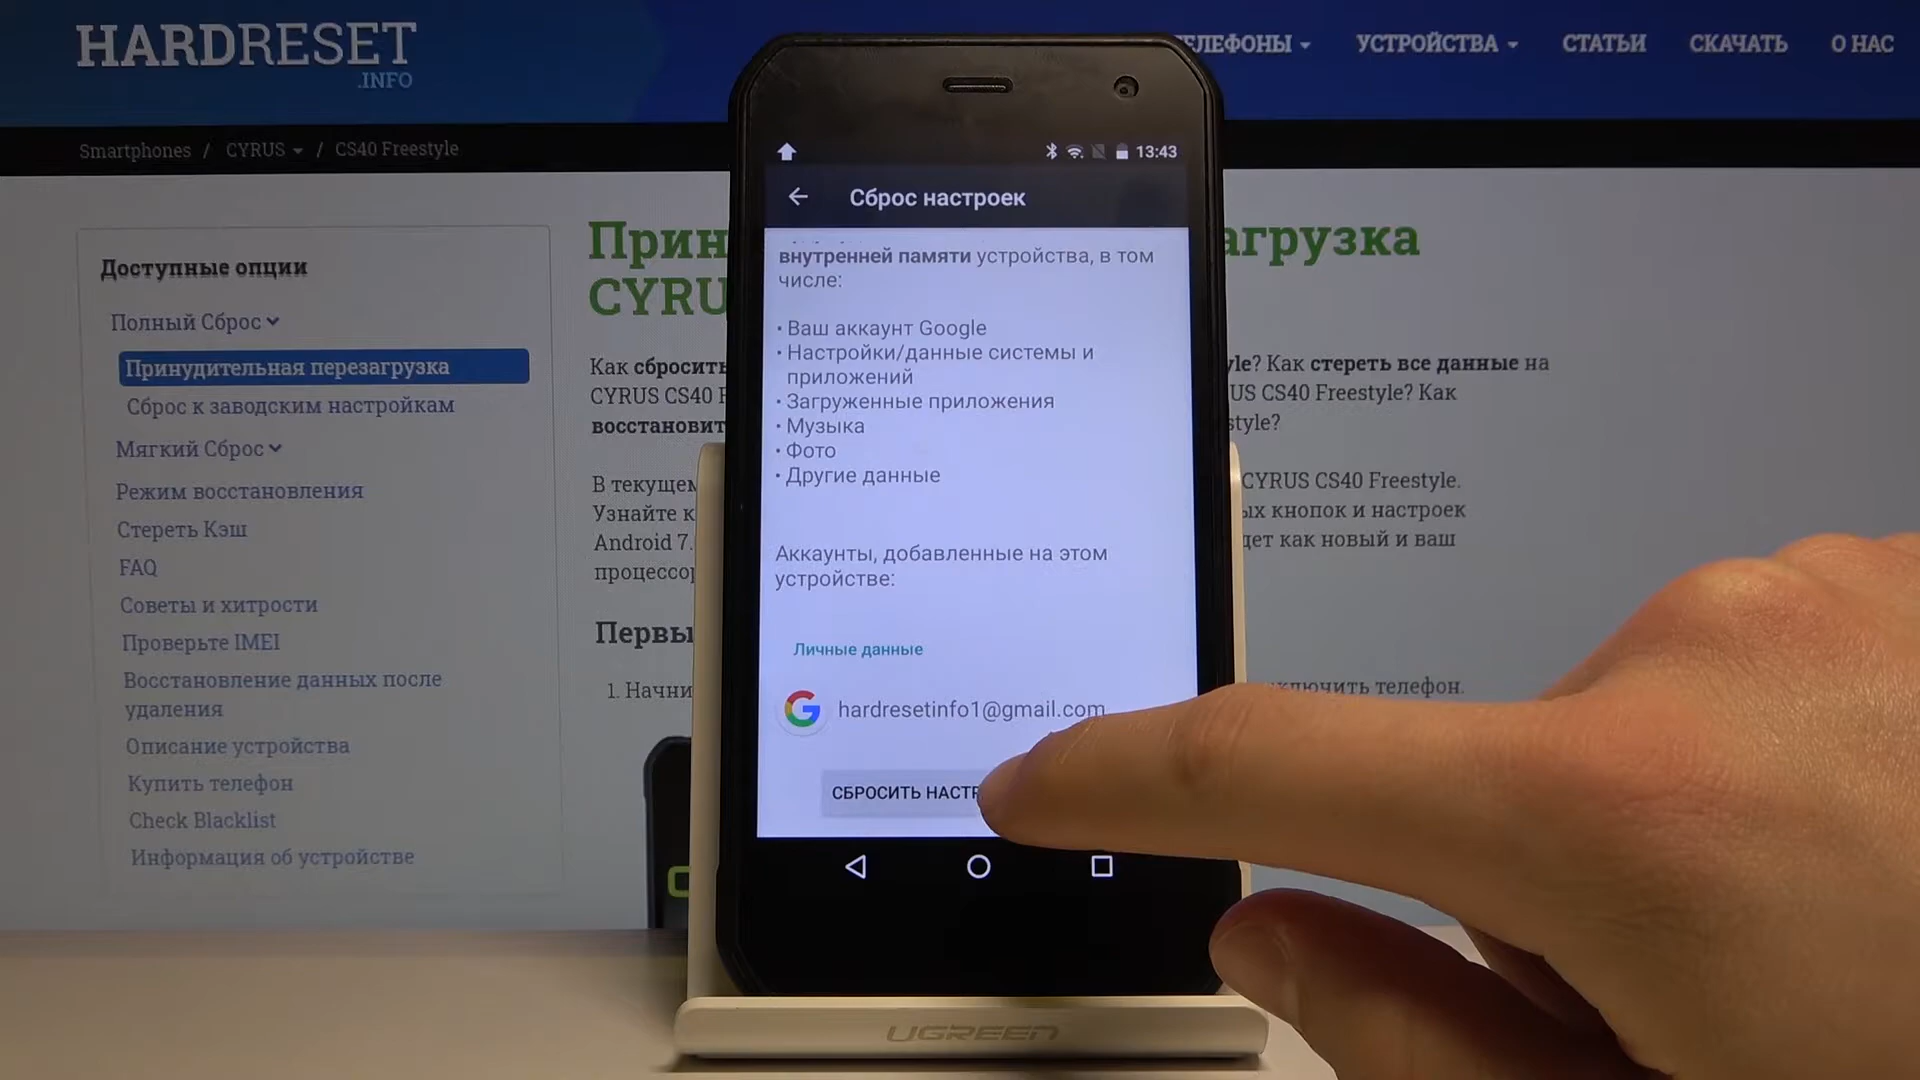 HARDRESET
.INFO
ЕЛЕФОНЫ УСТРОЙСТВА СТАТЬИ СКАЧАТЬ О НАС
Smartphones / CYRUS / CS40 Freestyle
Доступные опции
Полный Сброс
Принудительная перезагрузка
Сброс к заводским настройкам
Мягкий Сброс
Режим восстановления
Стереть Кэш
FAQ
Советы и хитрости
Проверьте IMEI
Восстановление данных после
удаления
Описание устройства
Купить телефон
Check Blacklist
Информация об устройстве
Прин агрузка
CYRU
Как сбросить le? Как стереть все данные на
CYRUS CS40 F US CS40 Freestyle? Как
восстановит style?
В текущем CYRUS CS40 Freestyle.
Узнайте к ых кнопок и настроек
Android 7. дет как новый и ваш
процессор
Первы
1. Начни ключить телефон.
13:43
Сброс настроек
внутренней памяти устройства, в том
числе:
• Ваш аккаунт Google
• Настройки/данные системы и
приложений
• Загруженные приложения
• Музыка
• Фото
• Другие данные
Аккаунты, добавленные на этом
устройстве:
Личные данные
hardresetinfo1@gmail.com
СБРОСИТЬ НАСТР
UGREEN